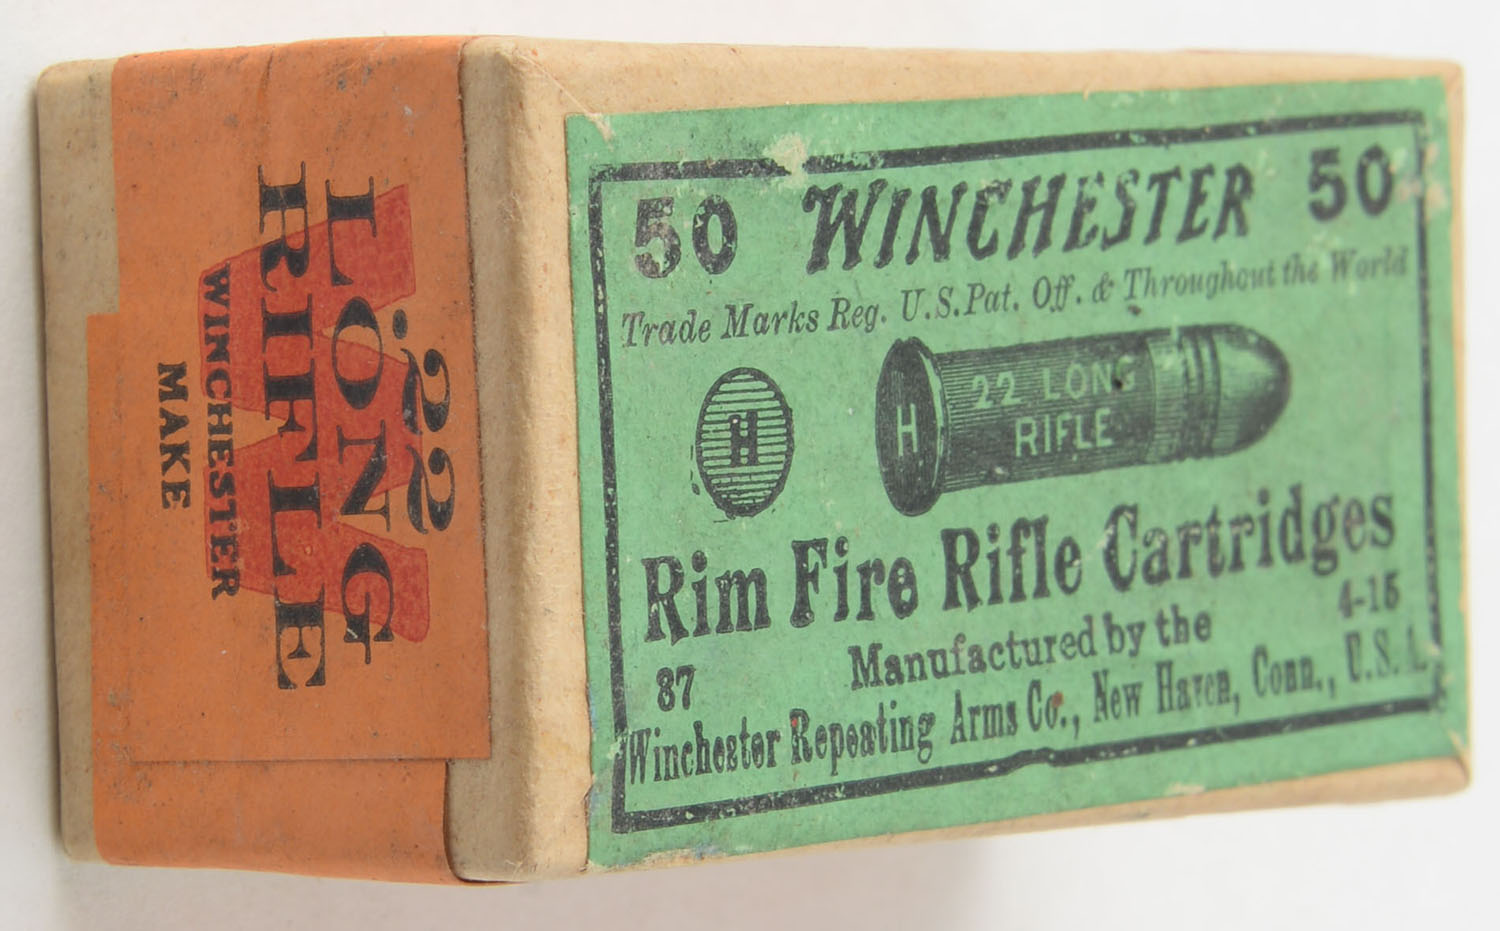 50 WINCHESTER 50
Trade Marks Reg. U.S. Pat. Off. & Throughout the World
H
H
22 LONG
RIFLE
Rim Fire Rifle Cartridges
4-15
Manufactured by the
87
Winchester Repeating Arms Co., New Haven, Conn., U.S.A.
.22
LONG
RIFLE
WINCHESTER
MAKE
W